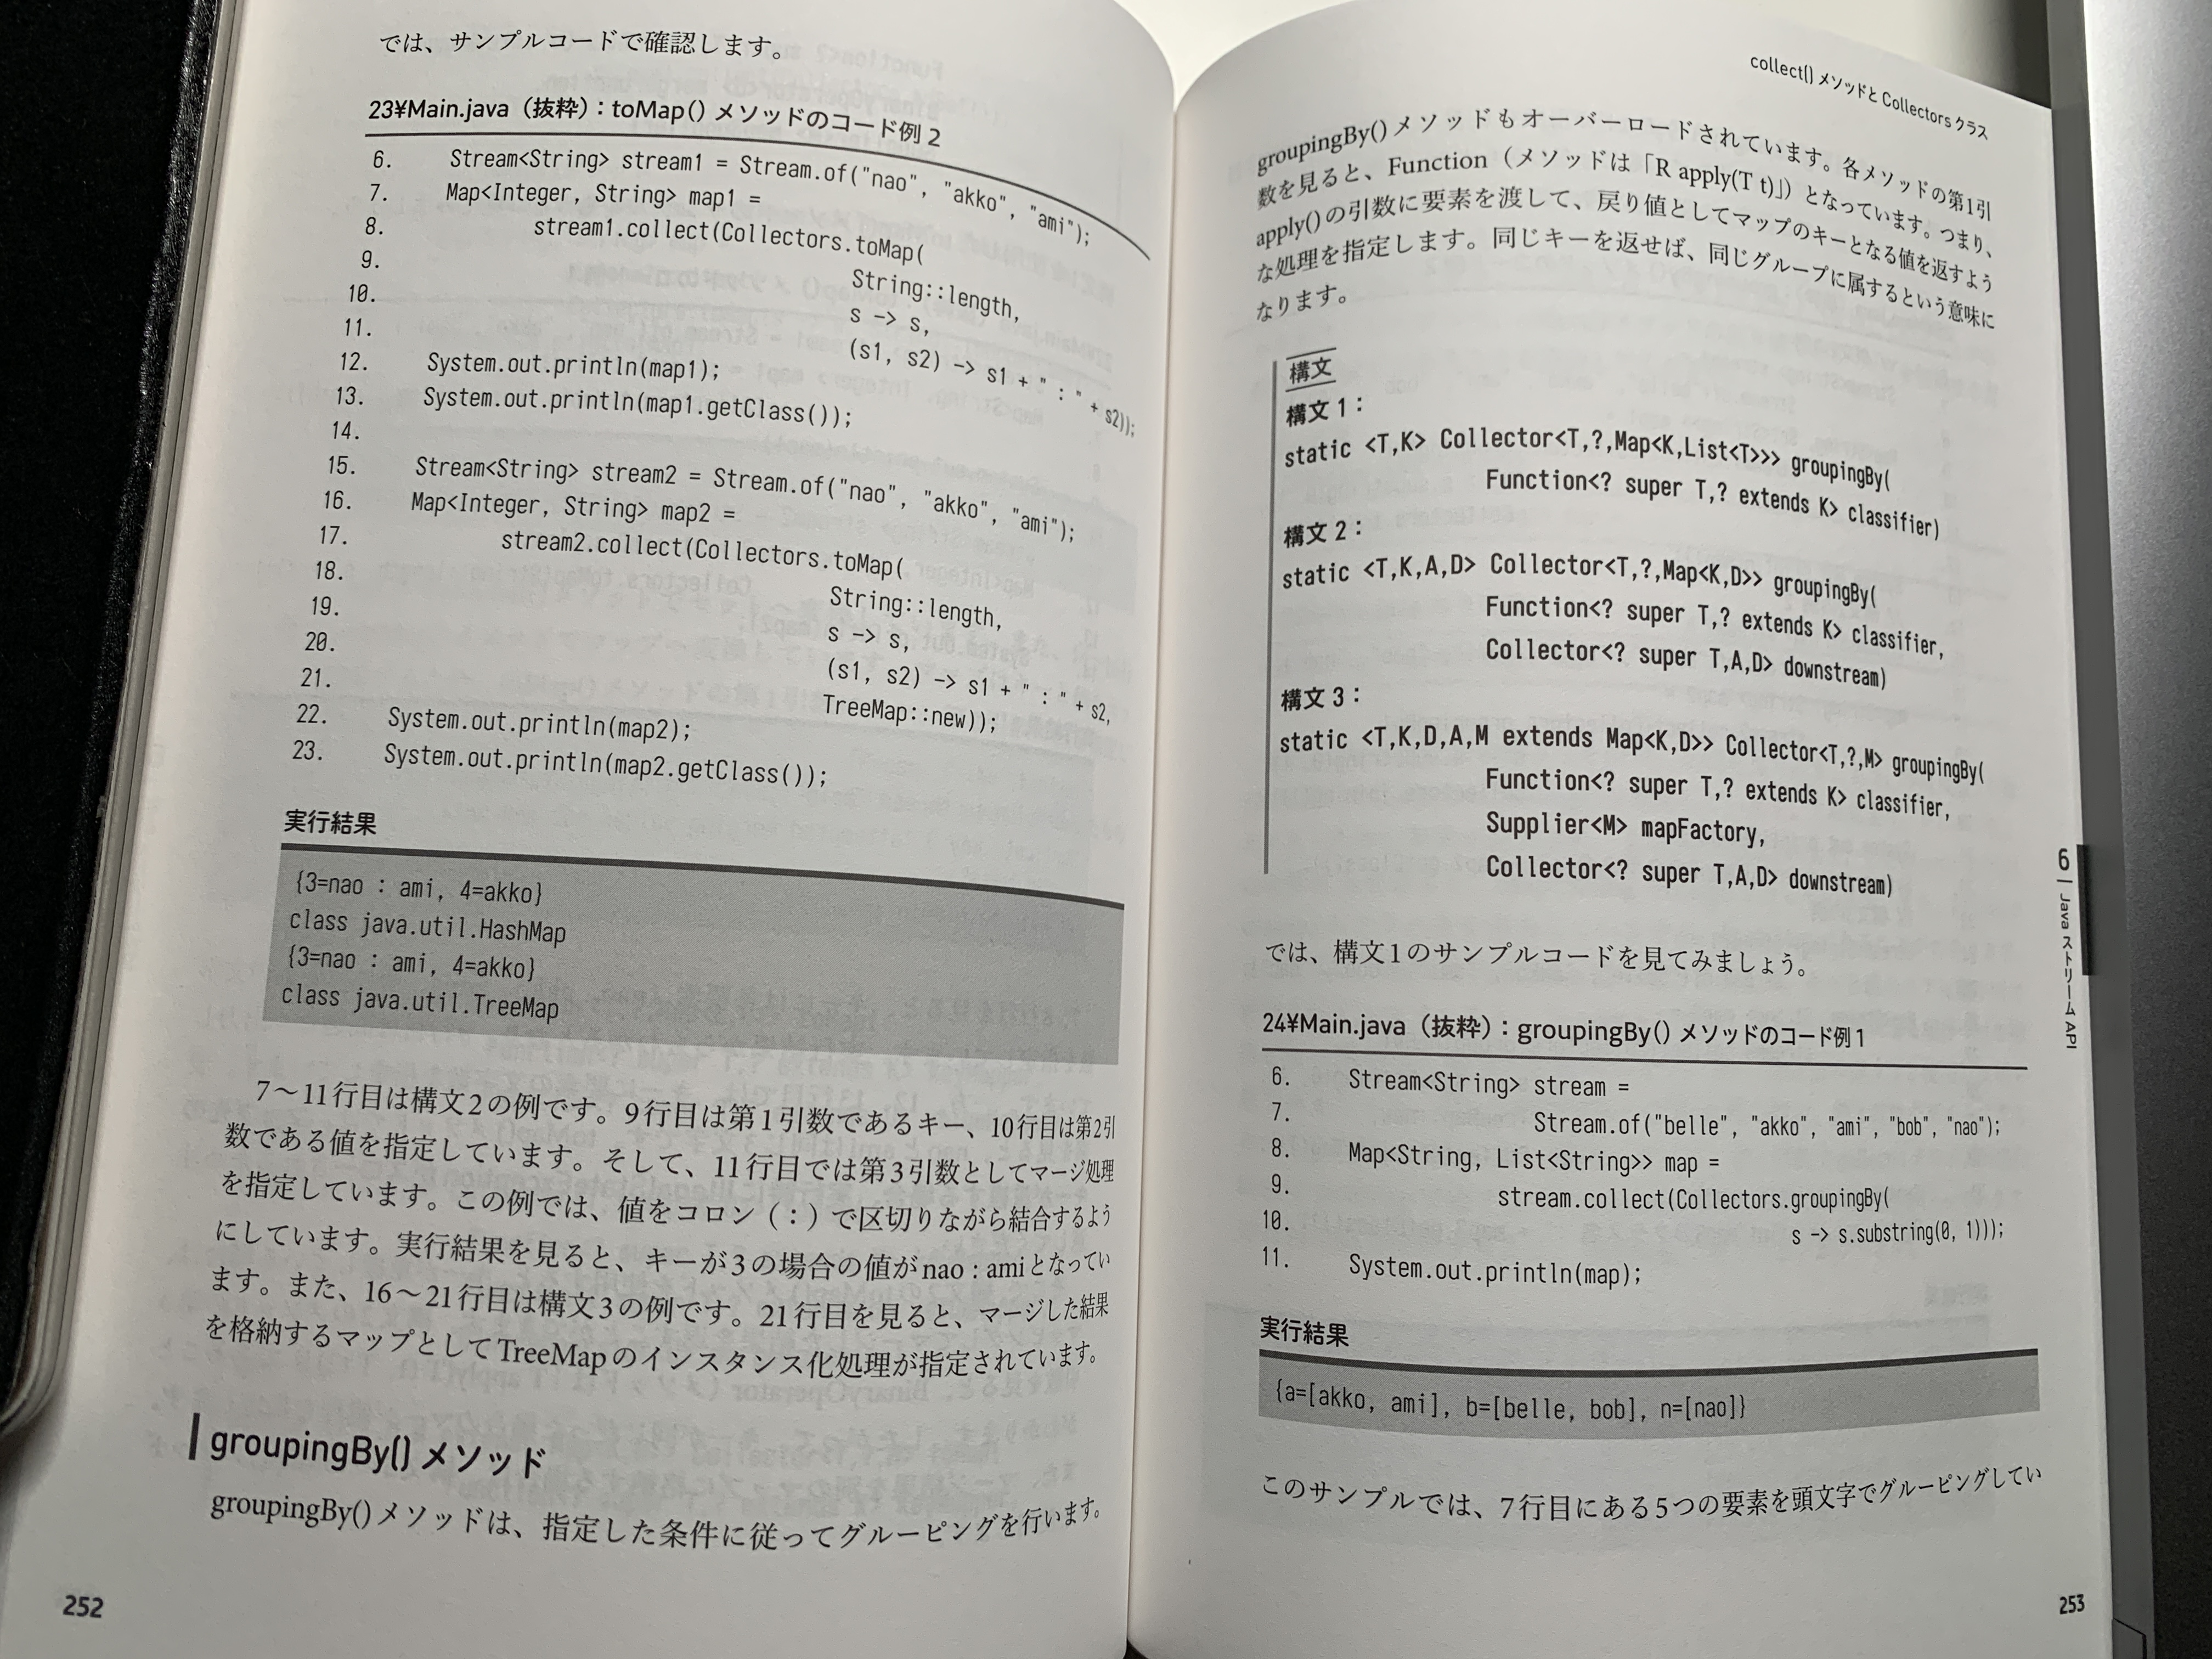 では、サンプルコードで確認します。
23¥Main.java（抜粋）：toMap() メソッドのコード例 2
6. Stream<String> stream1 = Stream.of("nao", "akko", "ami");
7. Map<Integer, String> map1 =
8. stream1.collect(Collectors.toMap(
9. String::length,
10. s -> s,
11. (s1, s2) -> s1 + " : " + s2));
12. System.out.println(map1);
13. System.out.println(map1.getClass());
14.
15. Stream<String> stream2 = Stream.of("nao", "akko", "ami");
16. Map<Integer, String> map2 =
17. stream2.collect(Collectors.toMap(
18. String::length,
19. s -> s,
20. (s1, s2) -> s1 + " : " + s2,
21. TreeMap::new));
22. System.out.println(map2);
23. System.out.println(map2.getClass());
実行結果
{3=nao : ami, 4=akko}
class java.util.HashMap
{3=nao : ami, 4=akko}
class java.util.TreeMap
7～11行目は構文2の例です。9行目は第1引数であるキー、10行目は第2引
数である値を指定しています。そして、11行目では第3引数としてマージ処理
を指定しています。この例では、値をコロン（：）で区切りながら結合するよう
にしています。実行結果を見ると、キーが3の場合の値がnao : amiとなってい
ます。また、16～21行目は構文3の例です。21行目を見ると、マージした結果
を格納するマップとしてTreeMapのインスタンス化処理が指定されています。
groupingBy() メソッド
groupingBy()メソッドは、指定した条件に従ってグルーピングを行います。
252
collect() メソッドと Collectors クラス
groupingBy()メソッドもオーバーロードされています。各メソッドの第1引
数を見ると、Function（メソッドは「R apply(T t)」）となっています。つまり、
apply()の引数に要素を渡して、戻り値としてマップのキーとなる値を返すよう
な処理を指定します。同じキーを返せば、同じグループに属するという意味に
なります。
構文
構文 1：
static <T,K> Collector<T,?,Map<K,List<T>>> groupingBy(
Function<? super T,? extends K> classifier)
構文 2：
static <T,K,A,D> Collector<T,?,Map<K,D>> groupingBy(
Function<? super T,? extends K> classifier,
Collector<? super T,A,D> downstream)
構文 3：
static <T,K,D,A,M extends Map<K,D>> Collector<T,?,M> groupingBy(
Function<? super T,? extends K> classifier,
Supplier<M> mapFactory,
Collector<? super T,A,D> downstream)
では、構文1のサンプルコードを見てみましょう。
24¥Main.java（抜粋）：groupingBy() メソッドのコード例 1
6. Stream<String> stream =
7. Stream.of("belle", "akko", "ami", "bob", "nao");
8. Map<String, List<String>> map =
9. stream.collect(Collectors.groupingBy(
10. s -> s.substring(0, 1)));
11. System.out.println(map);
実行結果
{a=[akko, ami], b=[belle, bob], n=[nao]}
このサンプルでは、7行目にある5つの要素を頭文字でグルーピングしてい
6 Java ストリーム API
253